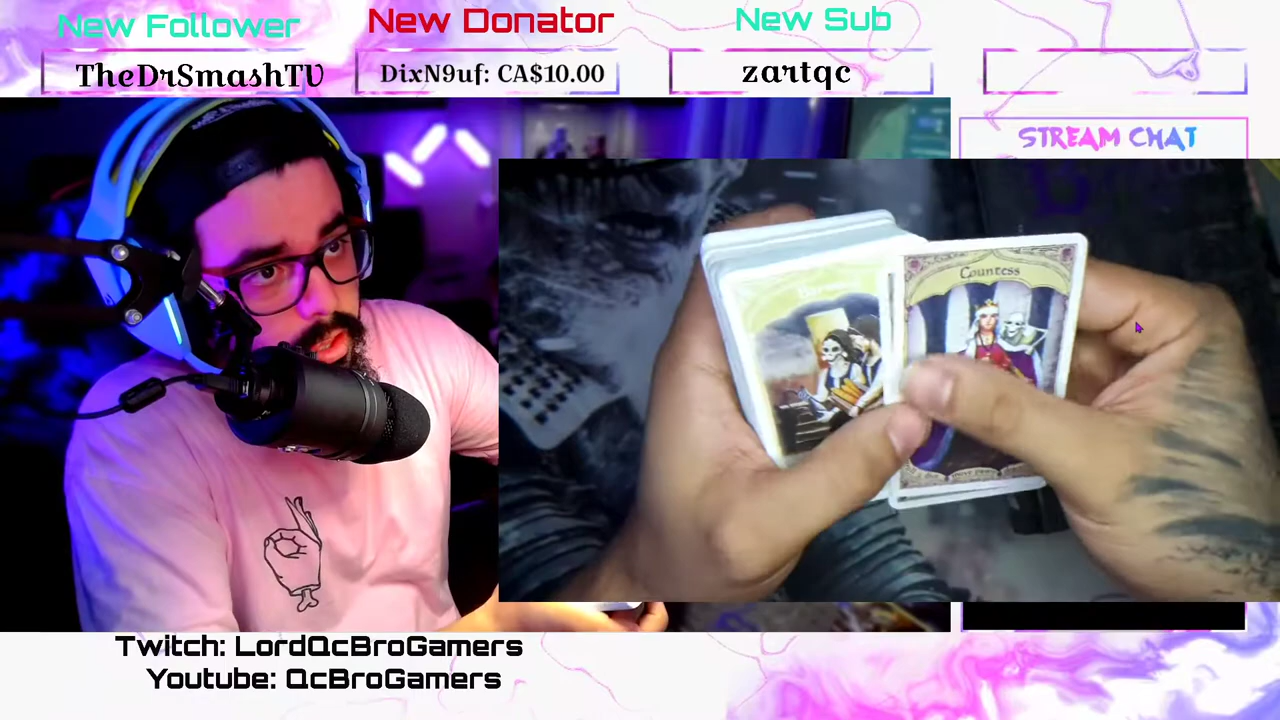 New Follower
New Donator
New Sub
TheDrSmashTV
DixN9uf: CA$10.00
zartqc
STREAM CHAT
Countess
Twitch: LordQcBroGamers
Youtube: QcBroGamers